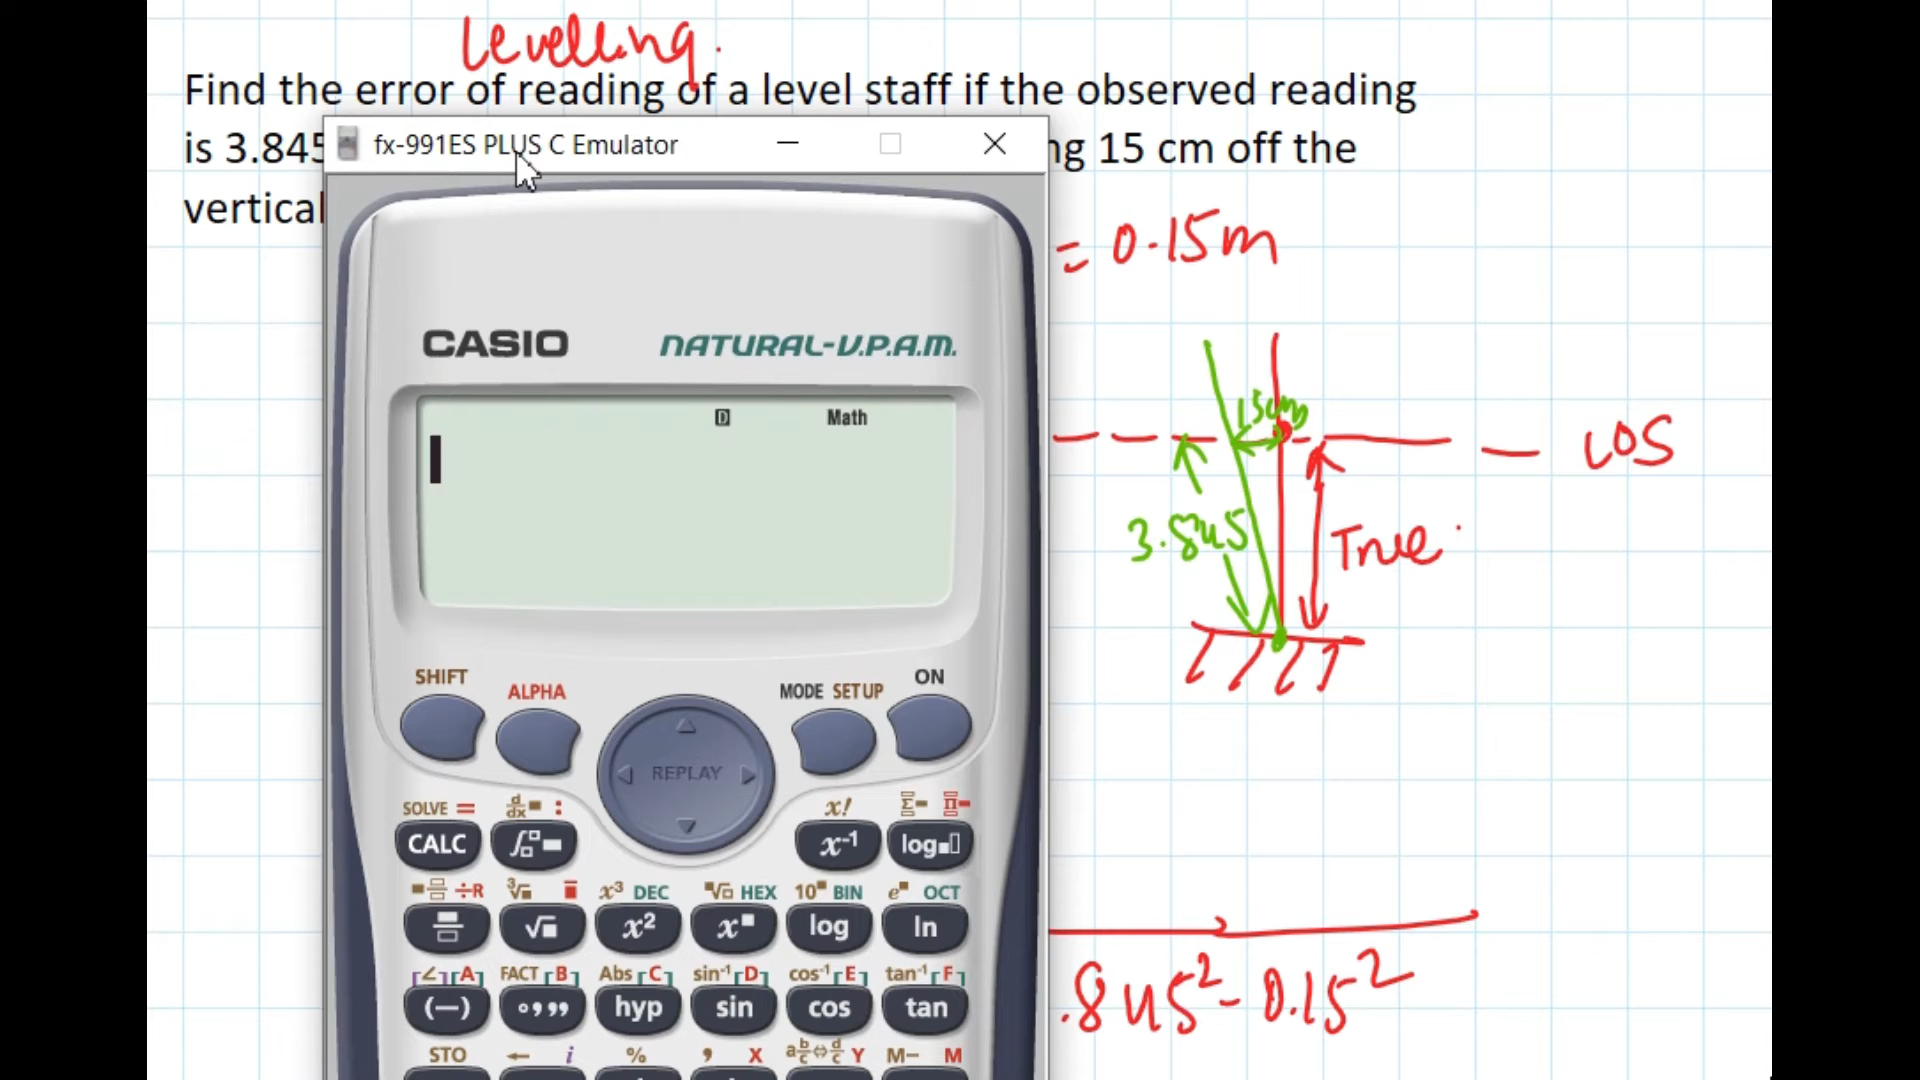 Levelling.
Find the error of reading of a level staff if the observed reading
is 3.845
ng 15 cm off the
vertical
fx-991ES PLUS C Emulator
= 0.15m
CASIO
NATURAL-V.P.A.M.
D Math
15cm
LOS
3.845
True
SHIFT
ALPHA
MODE SETUP
ON
REPLAY
SOLVE =
d/dx :
x!
Σ Π
CALC
∫
x⁻¹
log
÷R
³√
x³ DEC
√ HEX
10 BIN
e OCT
√
x²
x
log
ln
∠ A
FACT B
Abs C
sin⁻¹ D
cos⁻¹ E
tan⁻¹ F
(−)
° , ,,
hyp
sin
cos
tan
STO
← i
% 
, X
a b/c ⇔ d/c Y
M− M
.845² - 0.15²